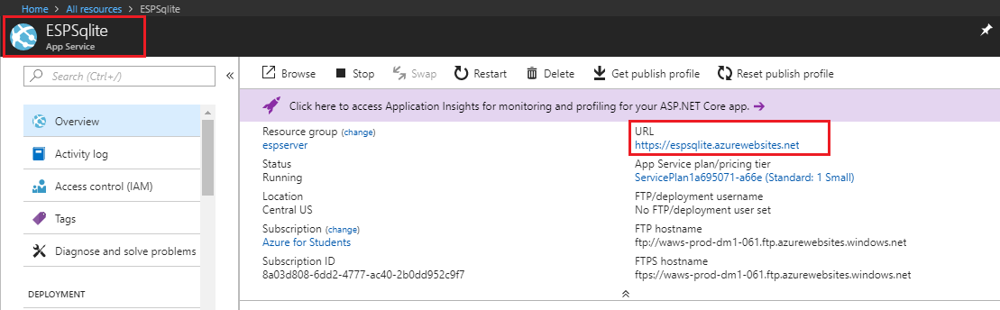 Home > All resources > ESPSqlite
ESPSqlite
App Service
Search (Ctrl+/)
Overview
Activity log
Access control (IAM)
Tags
Diagnose and solve problems
DEPLOYMENT
Browse Stop Swap Restart Delete Get publish profile Reset publish profile
Click here to access Application Insights for monitoring and profiling for your ASP.NET Core app. →
Resource group (change)
espserver
Status
Running
Location
Central US
Subscription (change)
Azure for Students
Subscription ID
8a03d808-6dd2-4777-ac40-2b0dd952c9f7
URL
https://espsqlite.azurewebsites.net
App Service plan/pricing tier
ServicePlan1a695071-a66e (Standard: 1 Small)
FTP/deployment username
No FTP/deployment user set
FTP hostname
ftp://waws-prod-dm1-061.ftp.azurewebsites.windows.net
FTPS hostname
ftps://waws-prod-dm1-061.ftp.azurewebsites.windows.net